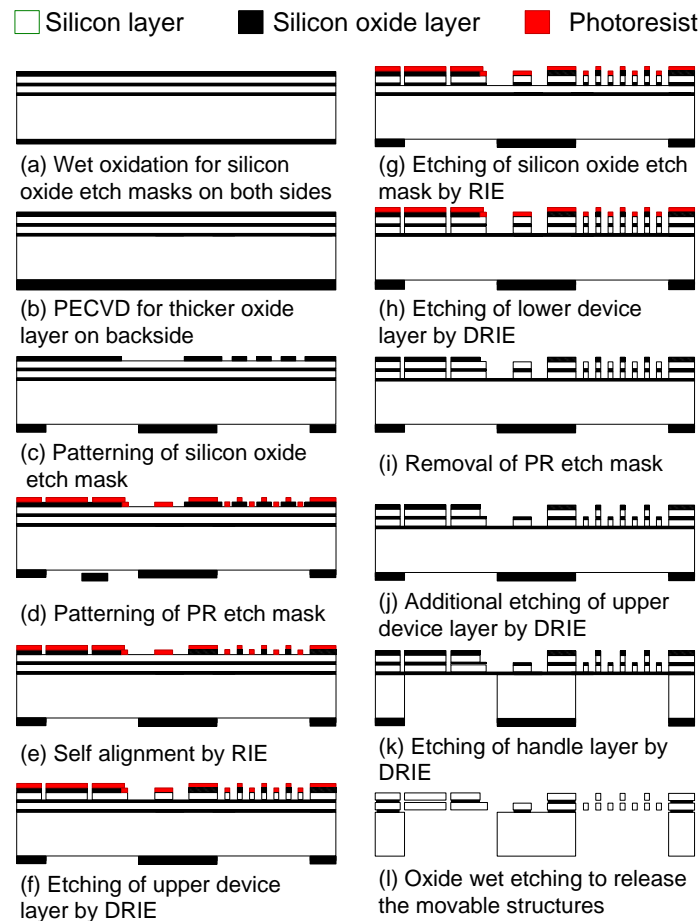 Silicon layer
Silicon oxide layer
Photoresist
(a) Wet oxidation for silicon
oxide etch masks on both sides
(b) PECVD for thicker oxide
layer on backside
(c) Patterning of silicon oxide
etch mask
(d) Patterning of PR etch mask
(e) Self alignment by RIE
(f) Etching of upper device
layer by DRIE
(g) Etching of silicon oxide etch
mask by RIE
(h) Etching of lower device
layer by DRIE
(i) Removal of PR etch mask
(j) Additional etching of upper
device layer by DRIE
(k) Etching of handle layer by
DRIE
(l) Oxide wet etching to release
the movable structures